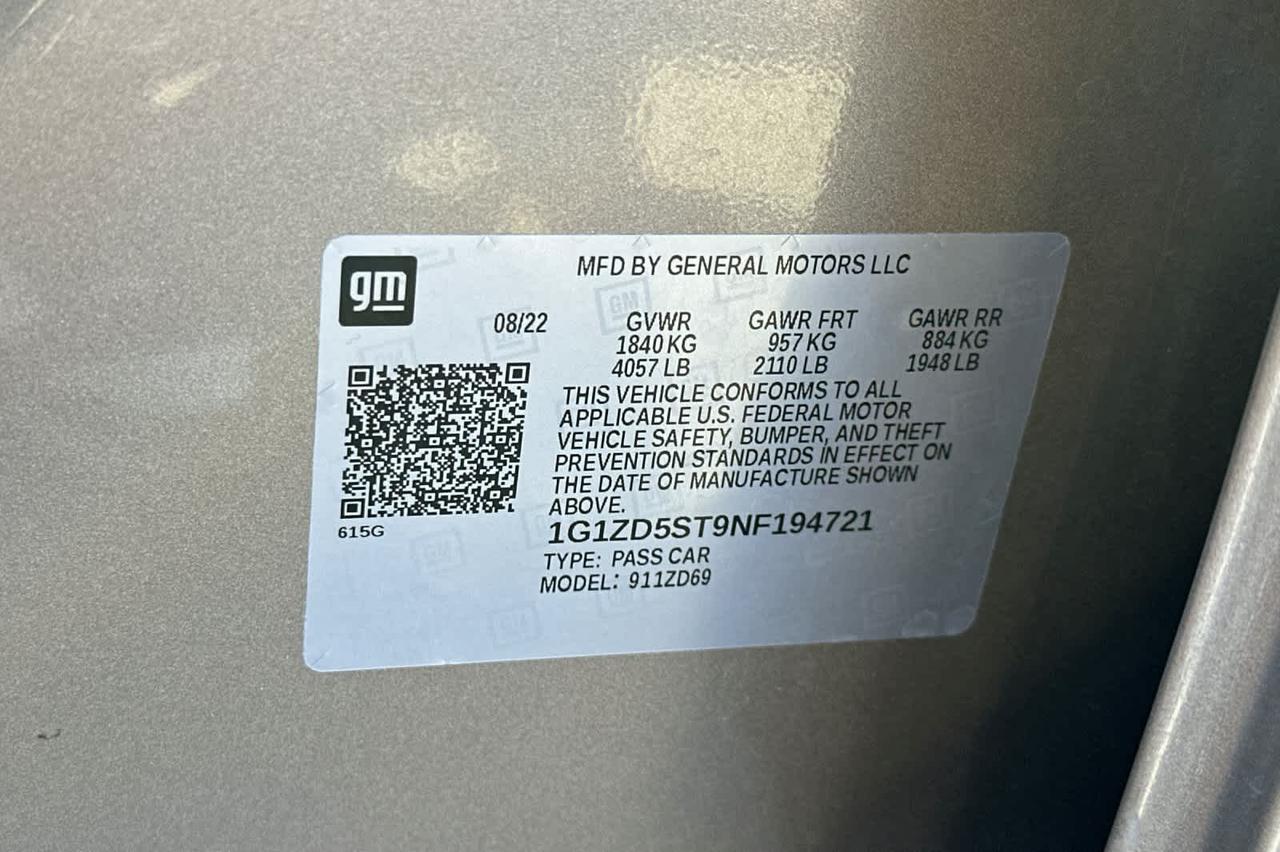 gm
MFD BY GENERAL MOTORS LLC
08/22 GVWR GAWR FRT GAWR RR
1840 KG 957 KG 884 KG
4057 LB 2110 LB 1948 LB
THIS VEHICLE CONFORMS TO ALL
APPLICABLE U.S. FEDERAL MOTOR
VEHICLE SAFETY, BUMPER, AND THEFT
PREVENTION STANDARDS IN EFFECT ON
THE DATE OF MANUFACTURE SHOWN
ABOVE.
615G
1G1ZD5ST9NF194721
TYPE: PASS CAR
MODEL: 911ZD69